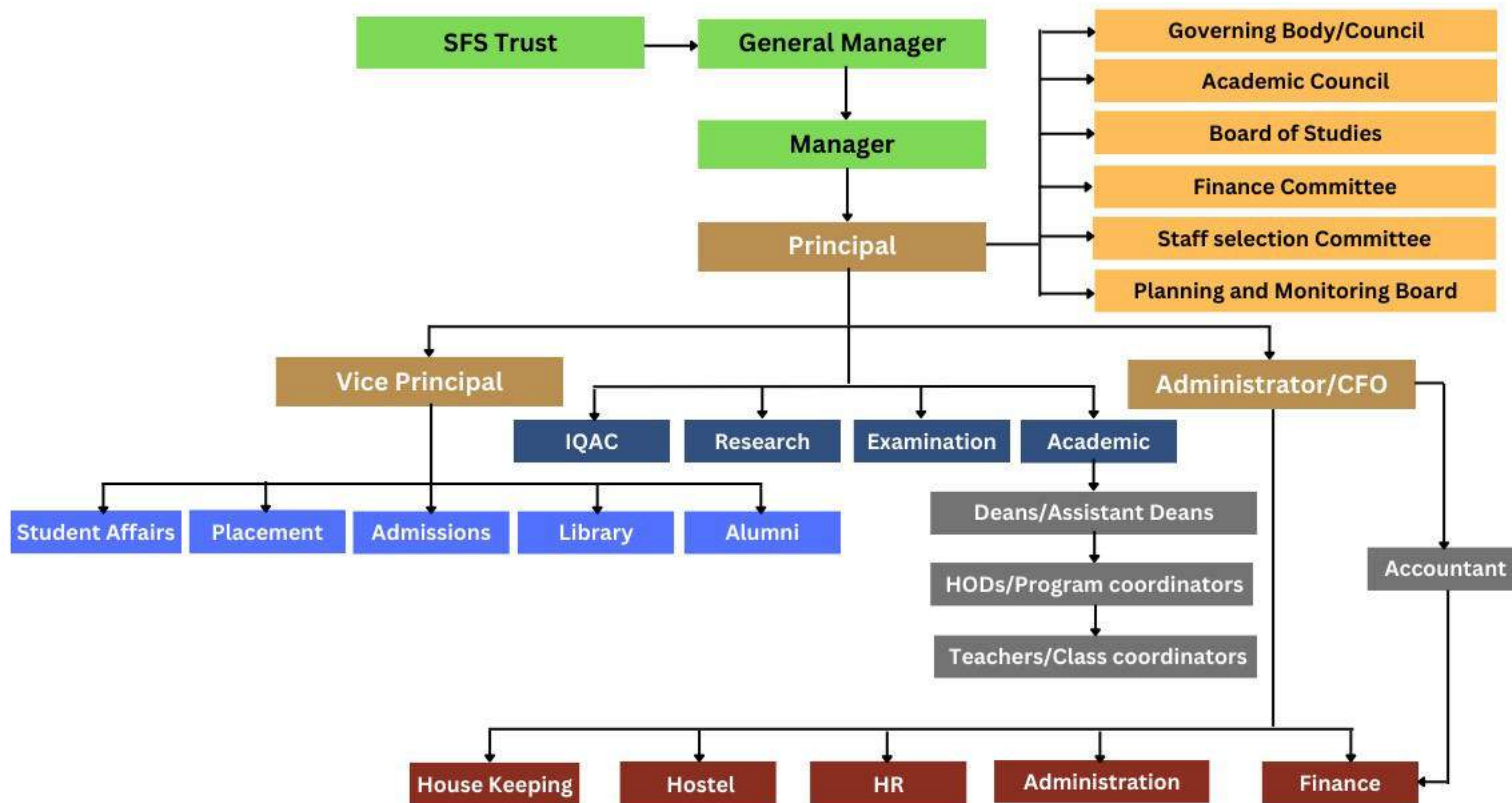 SFS Trust
General Manager
Governing Body/Council
Academic Council
Manager
Board of Studies
Finance Committee
Principal
Staff selection Committee
Planning and Monitoring Board
Vice Principal
Administrator/CFO
IQAC
Research
Examination
Academic
Student Affairs
Placement
Admissions
Library
Alumni
Deans/Assistant Deans
Accountant
HODs/Program coordinators
Teachers/Class coordinators
House Keeping
Hostel
HR
Administration
Finance